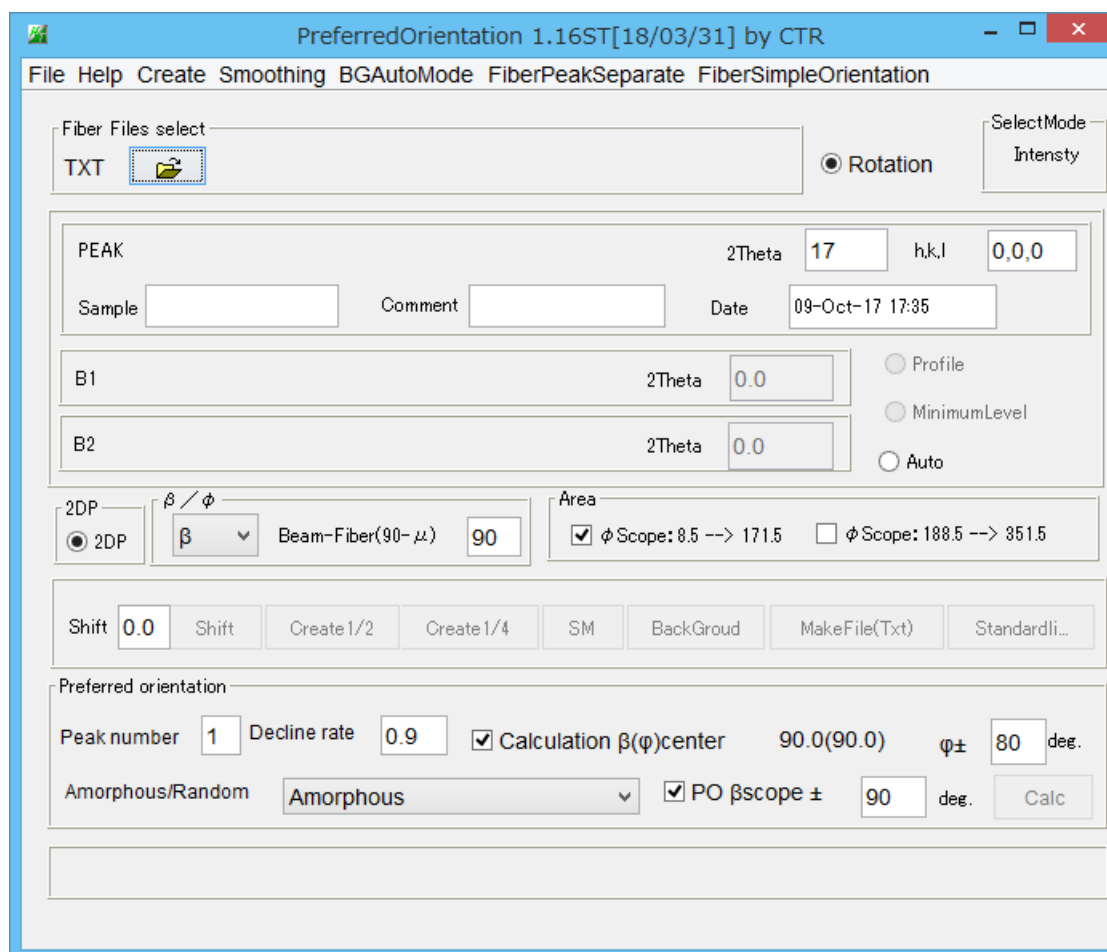 PreferredOrientation 1.16ST[18/03/31] by CTR
File Help Create Smoothing BGAutoMode FiberPeakSeparate FiberSimpleOrientation
Fiber Files select
SelectMode
TXT
Rotation
Intensty
PEAK 2Theta 17 h,k,l 0,0,0
Sample Comment Date 09-Oct-17 17:35
B1 2Theta 0.0
Profile
MinimumLevel
B2 2Theta 0.0
Auto
2DP β／φ Area
2DP β Beam-Fiber(90-μ) 90 φScope:8.5 --> 171.5 φScope:188.5 --> 351.5
Shift 0.0 Shift Create1/2 Create1/4 SM BackGroud MakeFile(Txt) Standardli...
Preferred orientation
Peak number 1 Decline rate 0.9 Calculation β(φ)center 90.0(90.0) φ± 80 deg.
Amorphous/Random Amorphous PO βscope ± 90 deg. Calc